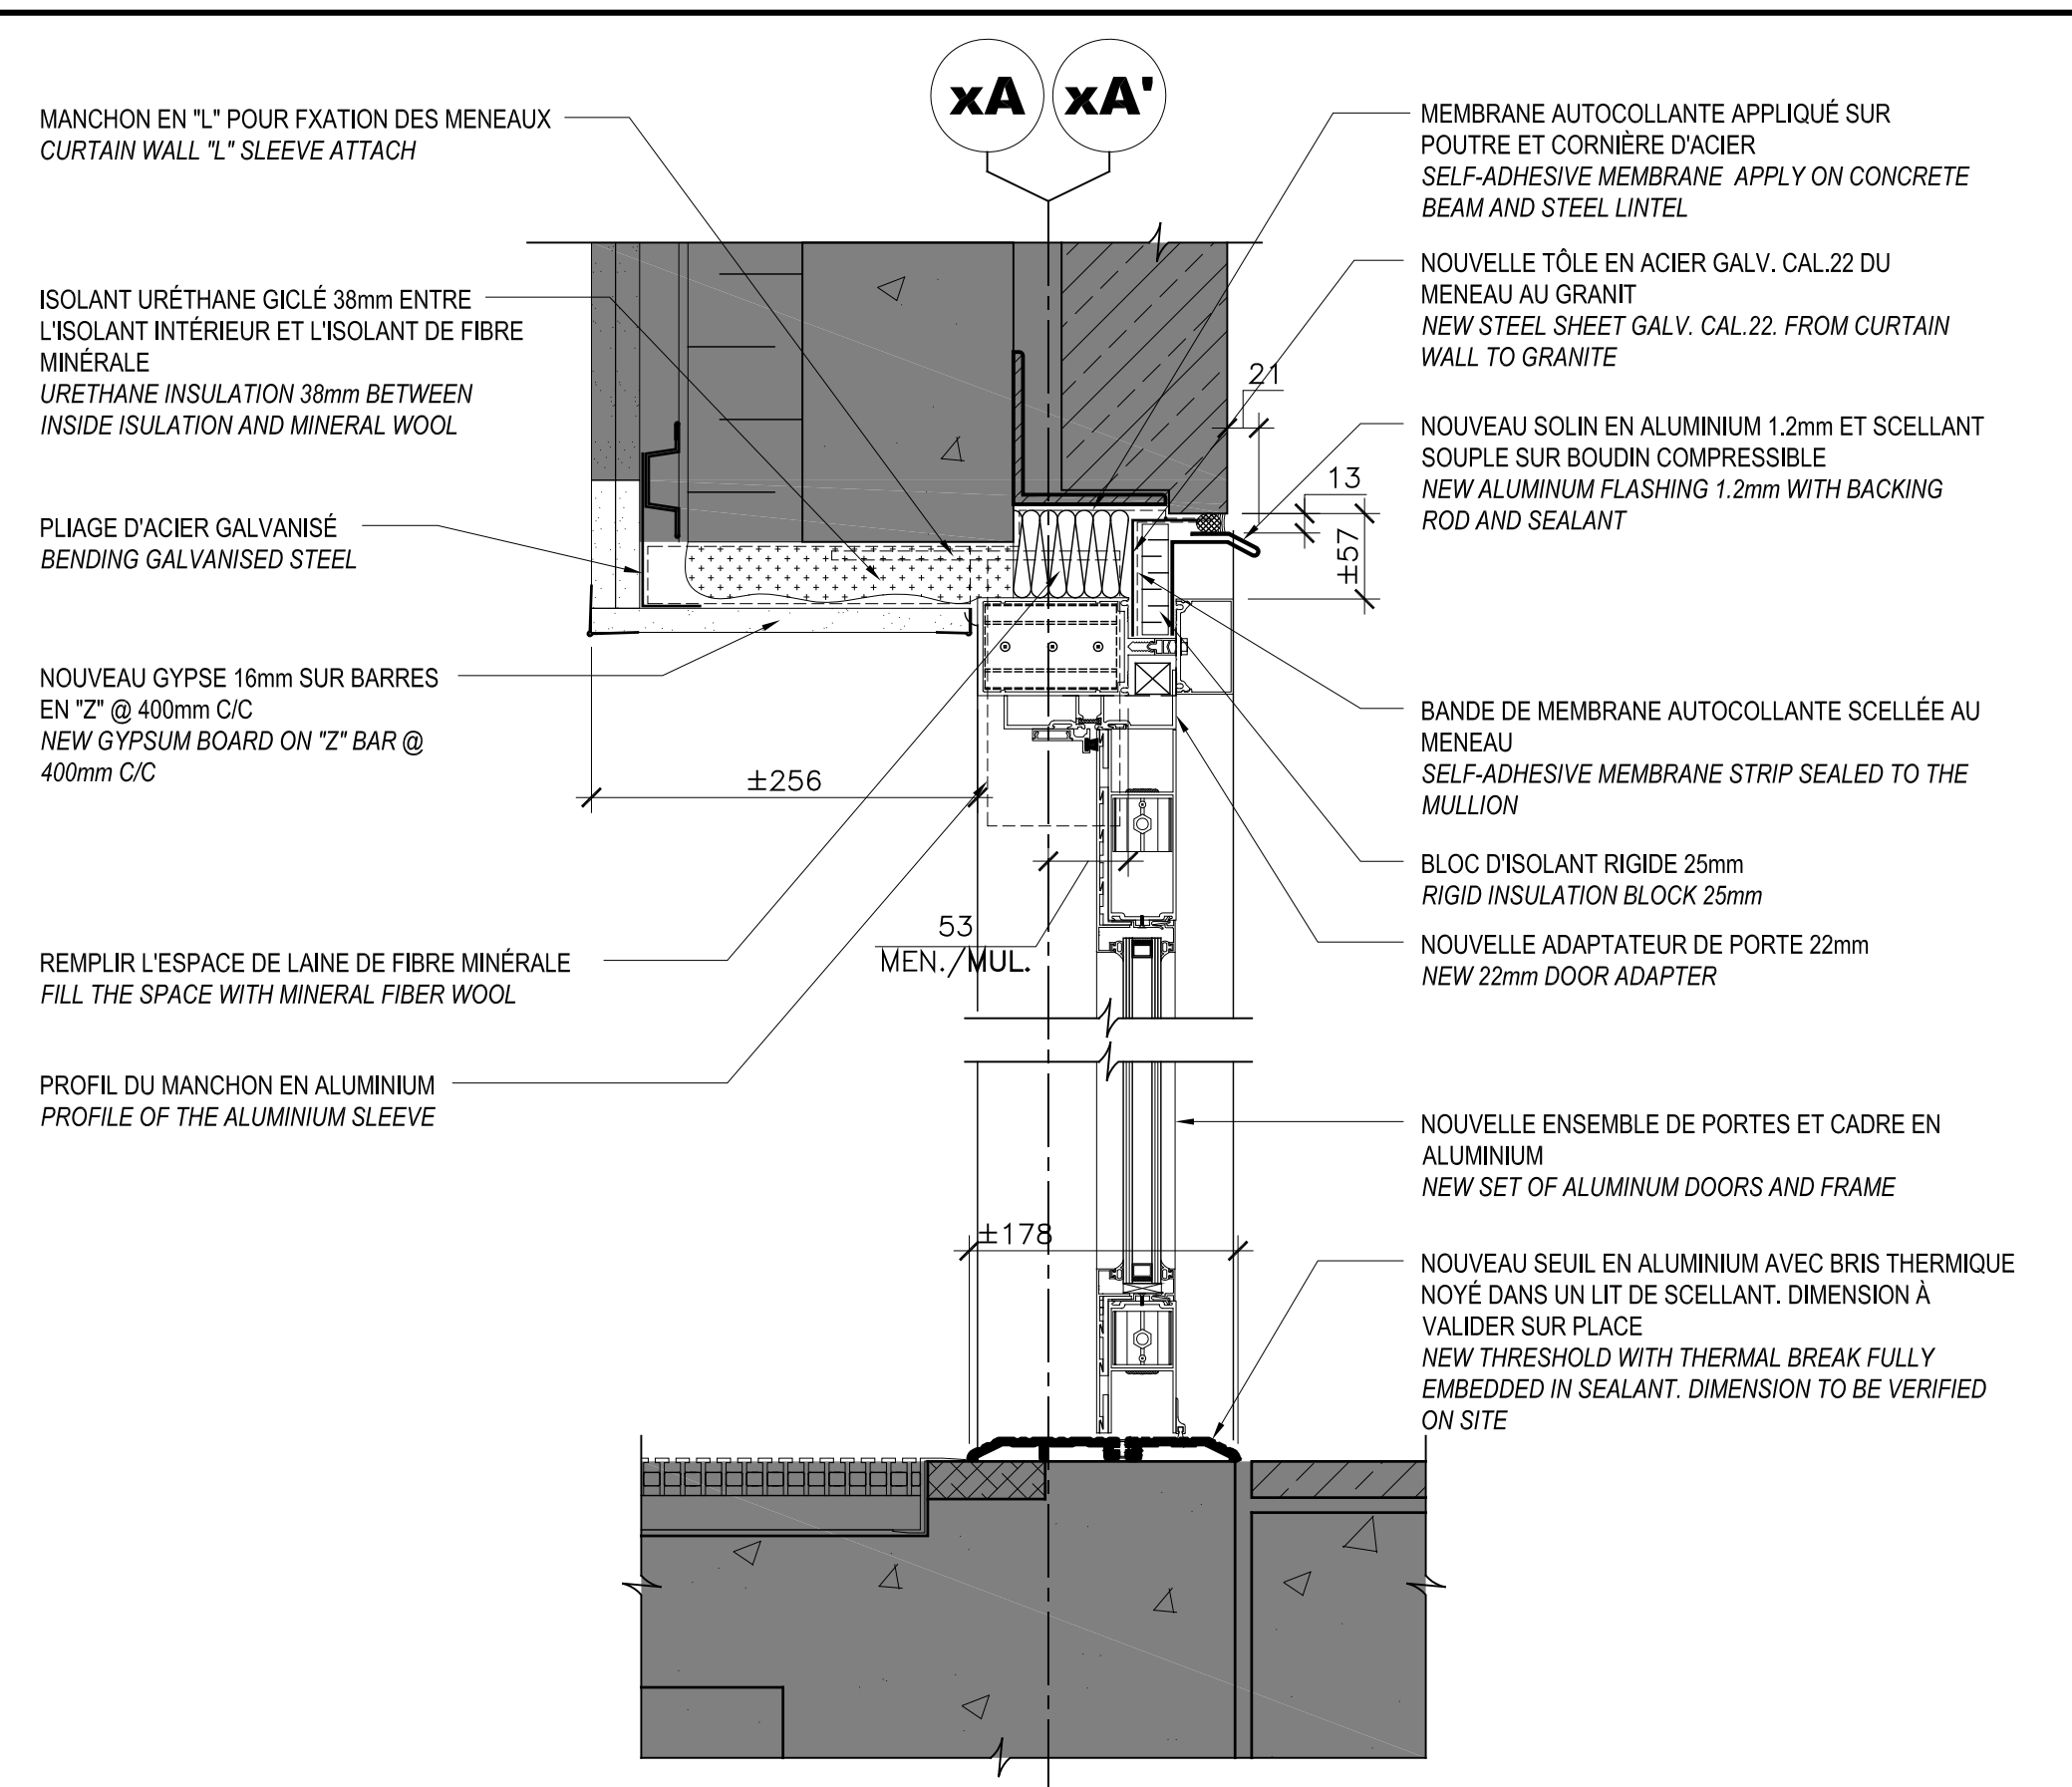 xA xA'
MANCHON EN "L" POUR FXATION DES MENEAUX
CURTAIN WALL "L" SLEEVE ATTACH
ISOLANT URÉTHANE GICLÉ 38mm ENTRE
L'ISOLANT INTÉRIEUR ET L'ISOLANT DE FIBRE
MINÉRALE
URETHANE INSULATION 38mm BETWEEN
INSIDE ISULATION AND MINERAL WOOL
PLIAGE D'ACIER GALVANISÉ
BENDING GALVANISED STEEL
NOUVEAU GYPSE 16mm SUR BARRES
EN "Z" @ 400mm C/C
NEW GYPSUM BOARD ON "Z" BAR @
400mm C/C
REMPLIR L'ESPACE DE LAINE DE FIBRE MINÉRALE
FILL THE SPACE WITH MINERAL FIBER WOOL
PROFIL DU MANCHON EN ALUMINIUM
PROFILE OF THE ALUMINIUM SLEEVE
21
13
±57
±256
53
MEN./MUL.
±178
MEMBRANE AUTOCOLLANTE APPLIQUÉ SUR
POUTRE ET CORNIÈRE D'ACIER
SELF-ADHESIVE MEMBRANE APPLY ON CONCRETE
BEAM AND STEEL LINTEL
NOUVELLE TÔLE EN ACIER GALV. CAL.22 DU
MENEAU AU GRANIT
NEW STEEL SHEET GALV. CAL.22. FROM CURTAIN
WALL TO GRANITE
NOUVEAU SOLIN EN ALUMINIUM 1.2mm ET SCELLANT
SOUPLE SUR BOUDIN COMPRESSIBLE
NEW ALUMINUM FLASHING 1.2mm WITH BACKING
ROD AND SEALANT
BANDE DE MEMBRANE AUTOCOLLANTE SCELLÉE AU
MENEAU
SELF-ADHESIVE MEMBRANE STRIP SEALED TO THE
MULLION
BLOC D'ISOLANT RIGIDE 25mm
RIGID INSULATION BLOCK 25mm
NOUVELLE ADAPTATEUR DE PORTE 22mm
NEW 22mm DOOR ADAPTER
NOUVELLE ENSEMBLE DE PORTES ET CADRE EN
ALUMINIUM
NEW SET OF ALUMINUM DOORS AND FRAME
NOUVEAU SEUIL EN ALUMINIUM AVEC BRIS THERMIQUE
NOYÉ DANS UN LIT DE SCELLANT. DIMENSION À
VALIDER SUR PLACE
NEW THRESHOLD WITH THERMAL BREAK FULLY
EMBEDDED IN SEALANT. DIMENSION TO BE VERIFIED
ON SITE